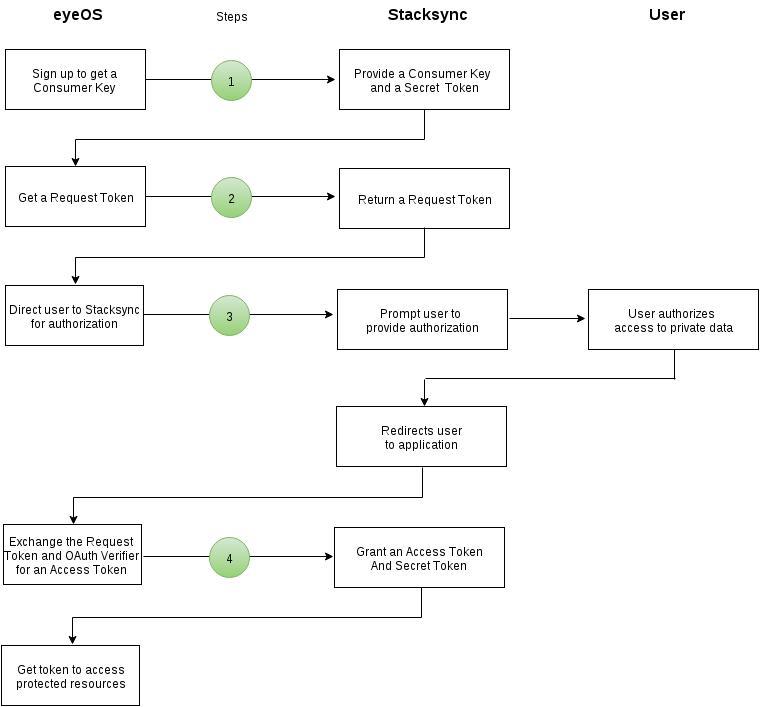 eyeOS
Steps
Stacksync
User
Sign up to get a
Consumer Key
1
Provide a Consumer Key
and a Secret Token
Get a Request Token
2
Return a Request Token
Direct user to Stacksync
for authorization
3
Prompt user to
provide authorization
User authorizes
access to private data
Redirects user
to application
Exchange the Request
Token and OAuth Verifier
for an Access Token
4
Grant an Access Token
And Secret Token
Get token to access
protected resources